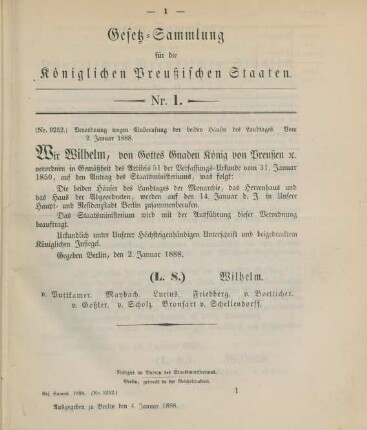 — 1 —
Gesetz-Sammlung
für die
Königlichen Preußischen Staaten.
— Nr. 1. —
(Nr. 9252.) Verordnung wegen Einberufung der beiden Häuser des Landtages. Vom
2. Januar 1888.
Wir Wilhelm, von Gottes Gnaden König von Preußen ꝛc.
verordnen in Gemäßheit des Artikels 51 der Verfassungs-Urkunde vom 31. Januar
1850, auf den Antrag des Staatsministeriums, was folgt:
Die beiden Häuser des Landtages der Monarchie, das Herrenhaus und
das Haus der Abgeordneten, werden auf den 14. Januar d. J. in Unsere
Haupt- und Residenzstadt Berlin zusammenberufen.
Das Staatsministerium wird mit der Ausführung dieser Verordnung
beauftragt.
Urkundlich unter Unserer Höchsteigenhändigen Unterschrift und beigedrucktem
Königlichen Insiegel.
Gegeben Berlin, den 2. Januar 1888.
(L. S.) Wilhelm.
v. Puttkamer. Maybach. Lucius. Friedberg. v. Boetticher.
v. Goßler. v. Scholz. Bronsart v. Schellendorff.
Redigirt im Büreau des Staatsministeriums.
Berlin, gedruckt in der Reichsdruckerei.
Ges. Samml. 1888. (Nr. 9252.) 1
Ausgegeben zu Berlin den 4. Januar 1888.